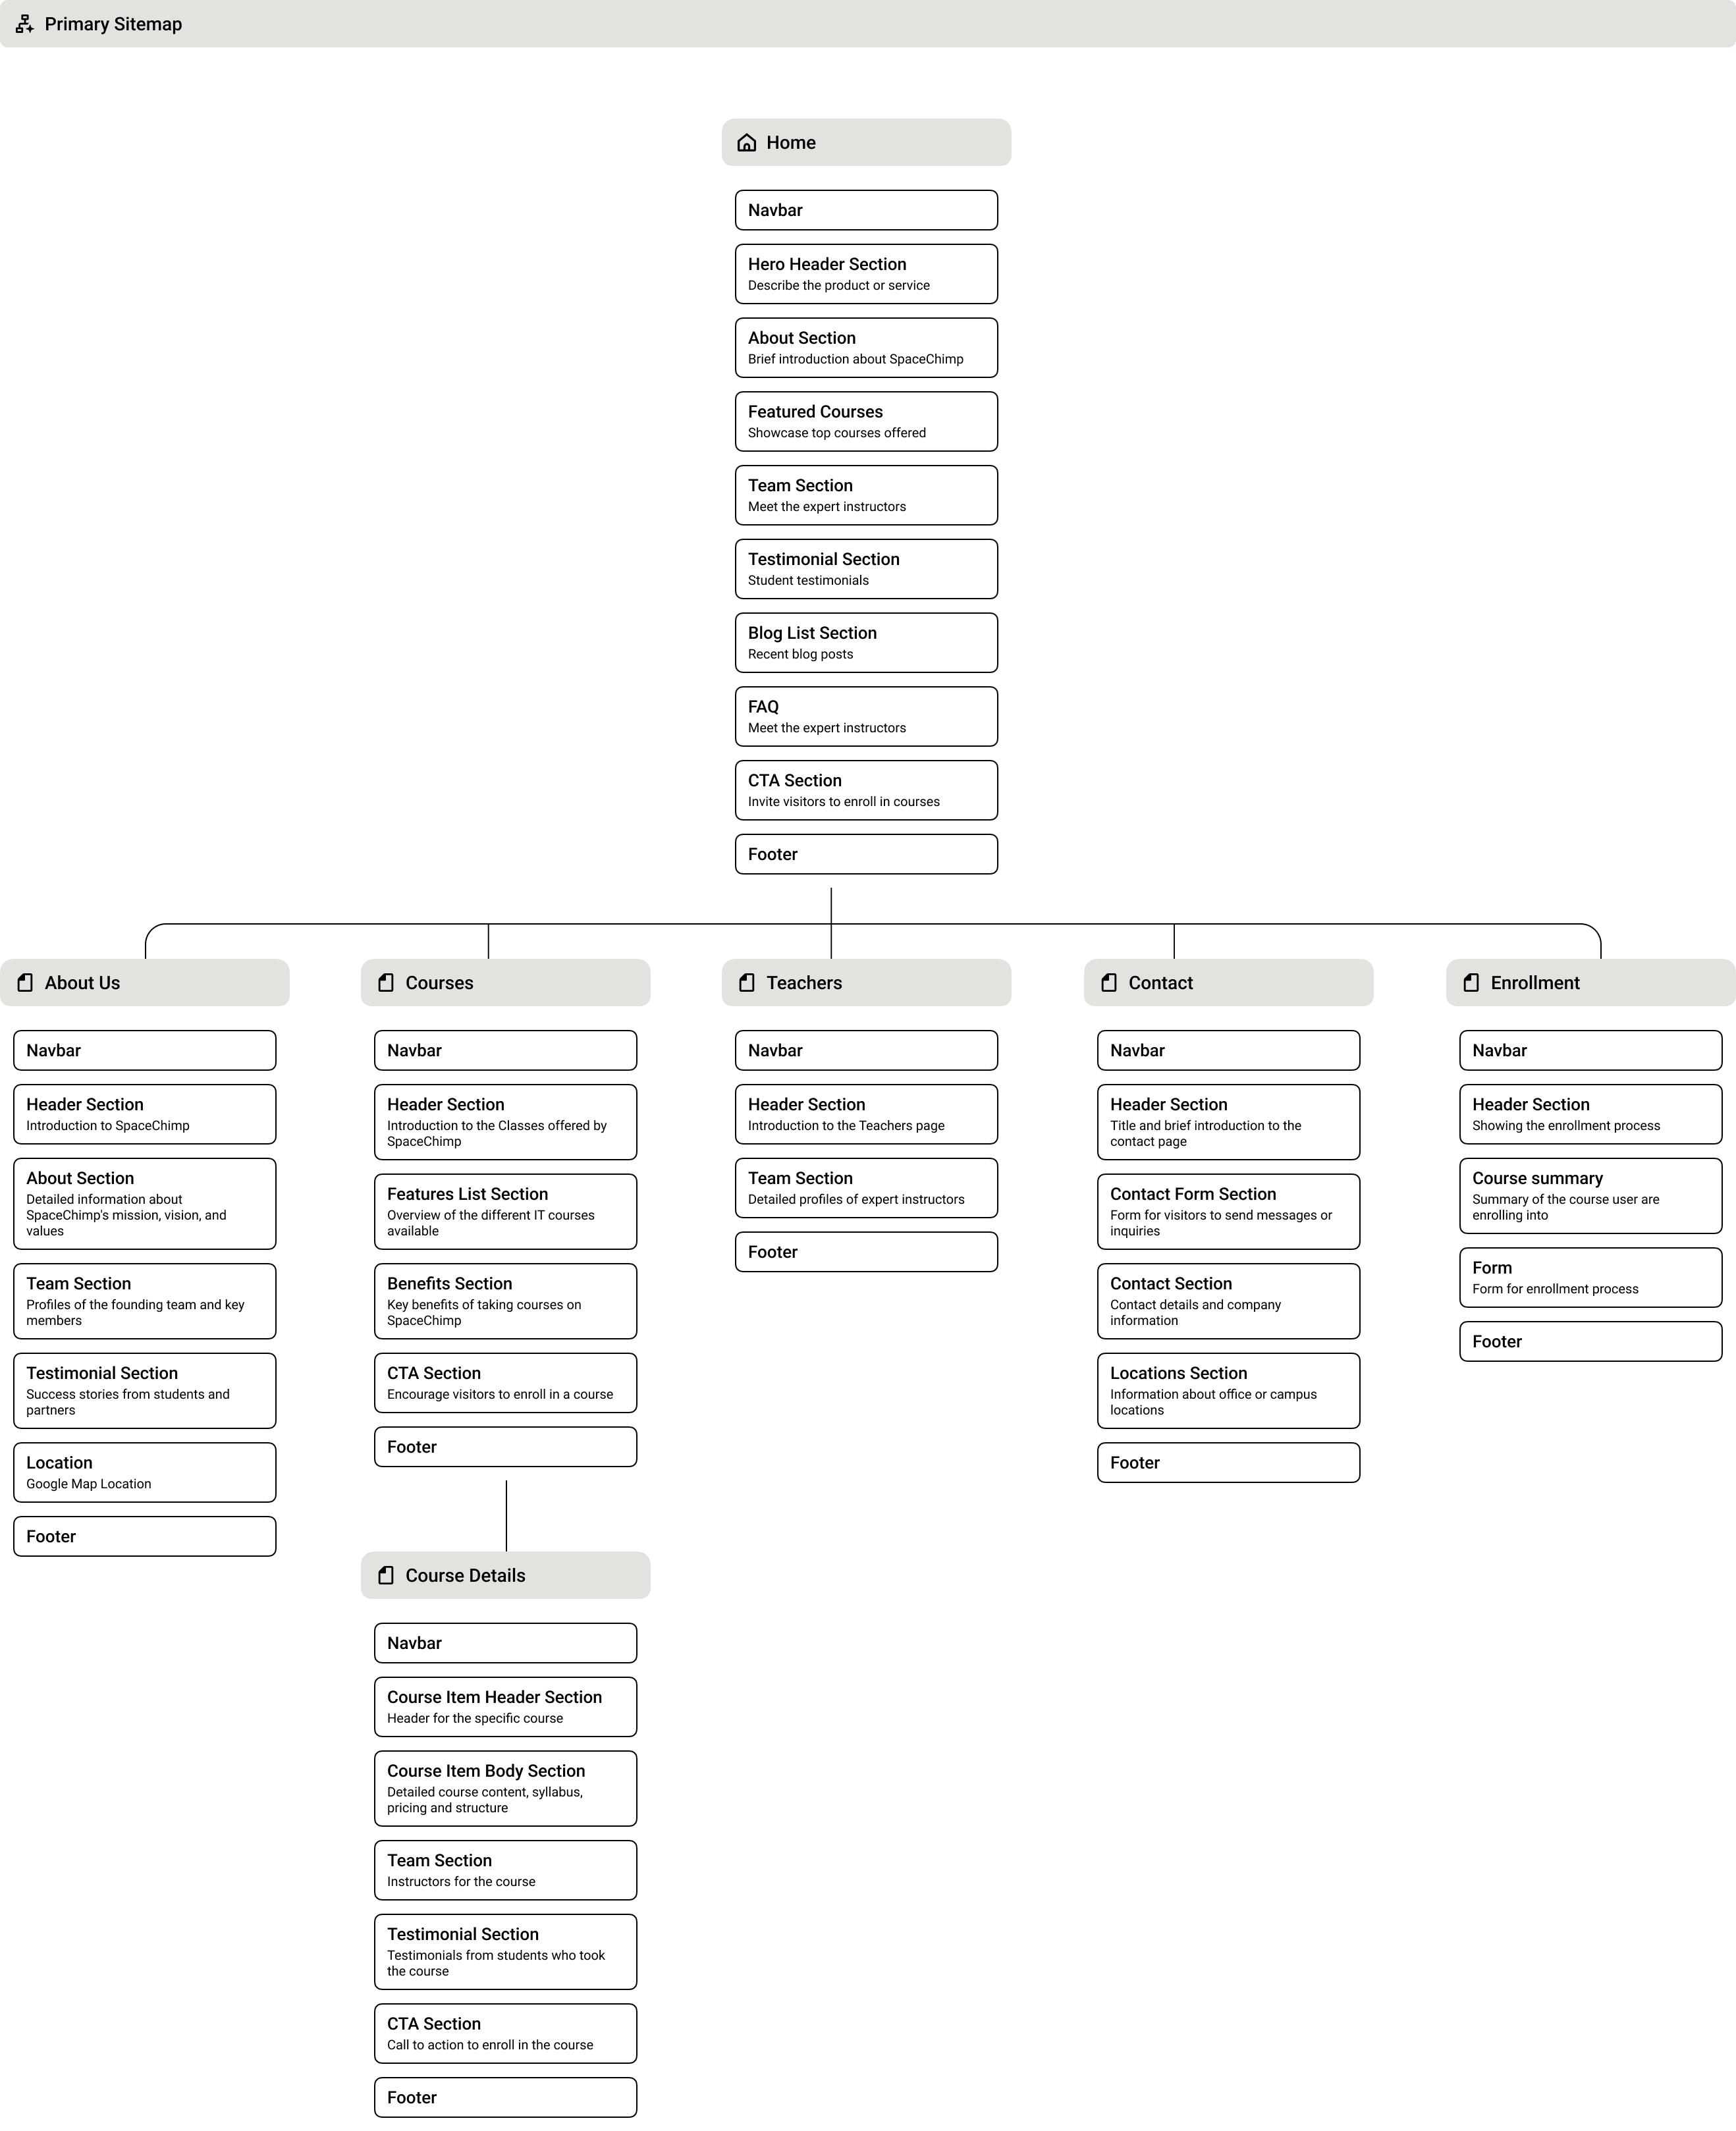 Primary Sitemap
Home
Navbar
Hero Header Section
Describe the product or service
About Section
Brief introduction about SpaceChimp
Featured Courses
Showcase top courses offered
Team Section
Meet the expert instructors
Testimonial Section
Student testimonials
Blog List Section
Recent blog posts
FAQ
Meet the expert instructors
CTA Section
Invite visitors to enroll in courses
Footer
About Us
Navbar
Header Section
Introduction to SpaceChimp
About Section
Detailed information about
SpaceChimp's mission, vision, and
values
Team Section
Profiles of the founding team and key
members
Testimonial Section
Success stories from students and
partners
Location
Google Map Location
Footer
Courses
Navbar
Header Section
Introduction to the Classes offered by
SpaceChimp
Features List Section
Overview of the different IT courses
available
Benefits Section
Key benefits of taking courses on
SpaceChimp
CTA Section
Encourage visitors to enroll in a course
Footer
Course Details
Navbar
Course Item Header Section
Header for the specific course
Course Item Body Section
Detailed course content, syllabus,
pricing and structure
Team Section
Instructors for the course
Testimonial Section
Testimonials from students who took
the course
CTA Section
Call to action to enroll in the course
Footer
Teachers
Navbar
Header Section
Introduction to the Teachers page
Team Section
Detailed profiles of expert instructors
Footer
Contact
Navbar
Header Section
Title and brief introduction to the
contact page
Contact Form Section
Form for visitors to send messages or
inquiries
Contact Section
Contact details and company
information
Locations Section
Information about office or campus
locations
Footer
Enrollment
Navbar
Header Section
Showing the enrollment process
Course summary
Summary of the course user are
enrolling into
Form
Form for enrollment process
Footer